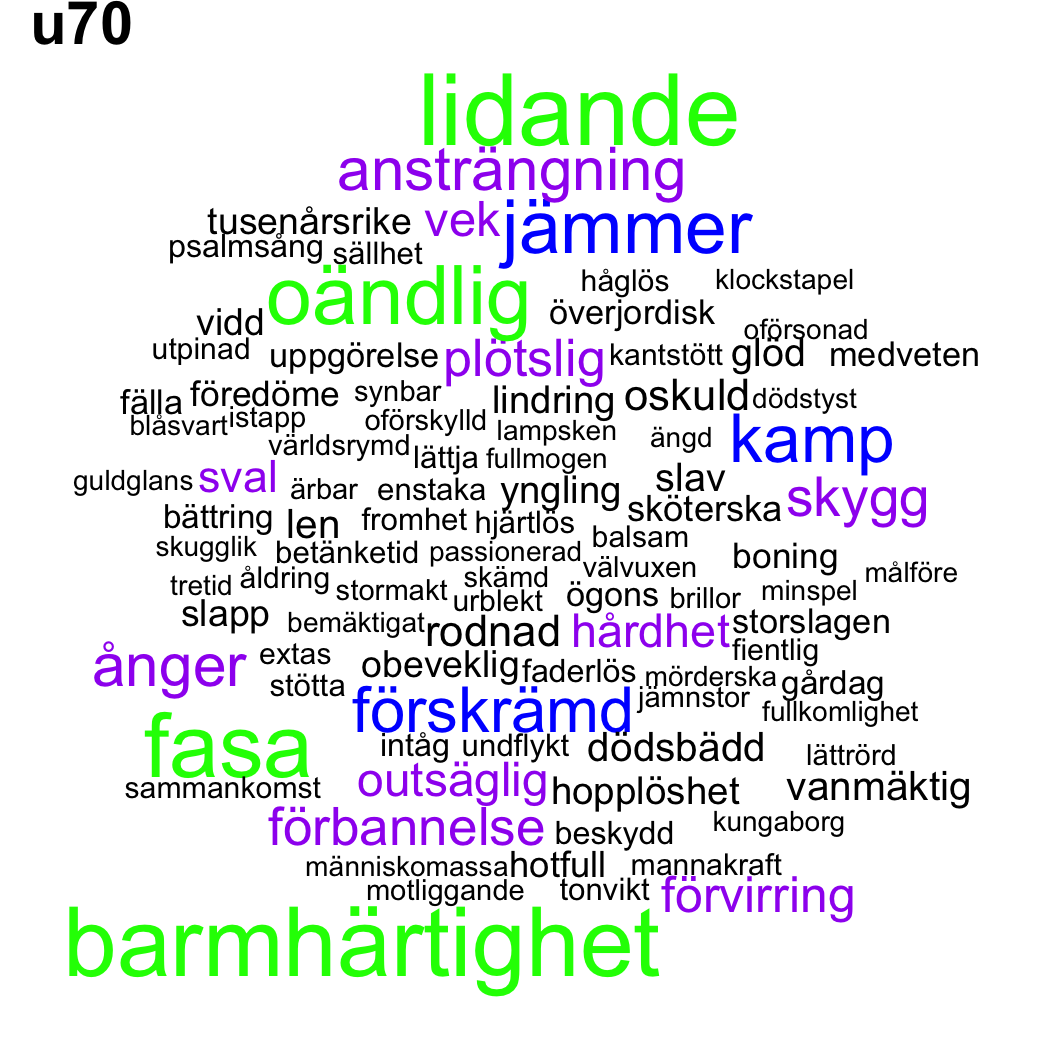 u70
lidande
ansträngning
tusenårsrike vek jämmer
psalmsång sällhet
oändlig håglös klockstapel
vidd överjordisk oförsonad
utpinad uppgörelse plötslig kantstött glöd medveten
fälla föredöme synbar lindring oskuld dödstyst
blåsvart istapp oförskylld lampsken ängd kamp
världsrymd lättja fullmogen
guldglans sval ärbar enstaka yngling slav skygg
bättring len fromhet hjärtlös sköterska
skugglik betänketid passionerad balsam boning
tretid åldring stormakt skämd välvuxen målföre
urblekt ögons brillor minspel
slapp bemäktigat rodnad hårdhet storslagen
ånger extas obeveklig faderlös mörderska fientlig gårdag
stötta förskrämd jämnstor fullkomlighet
fasa intåg undflykt dödsbädd lättrörd
sammankomst outsäglig hopplöshet vanmäktig
förbannelse beskydd kungaborg
människomassa hotfull mannakraft
motliggande tonvikt förvirring
barmhärtighet